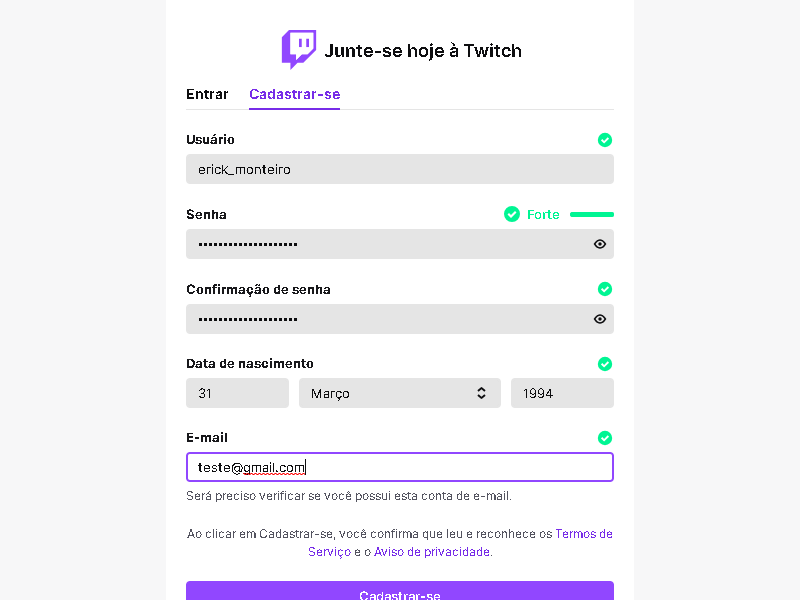 Junte-se hoje à Twitch
Entrar Cadastrar-se
Usuário
erick_monteiro
Senha Forte
••••••••••••••••••••
Confirmação de senha
••••••••••••••••••••
Data de nascimento
31 Março 1994
E-mail
teste@gmail.com
Será preciso verificar se você possui esta conta de e-mail.
Ao clicar em Cadastrar-se, você confirma que leu e reconhece os Termos de
Serviço e o Aviso de privacidade.
Cadastrar-se